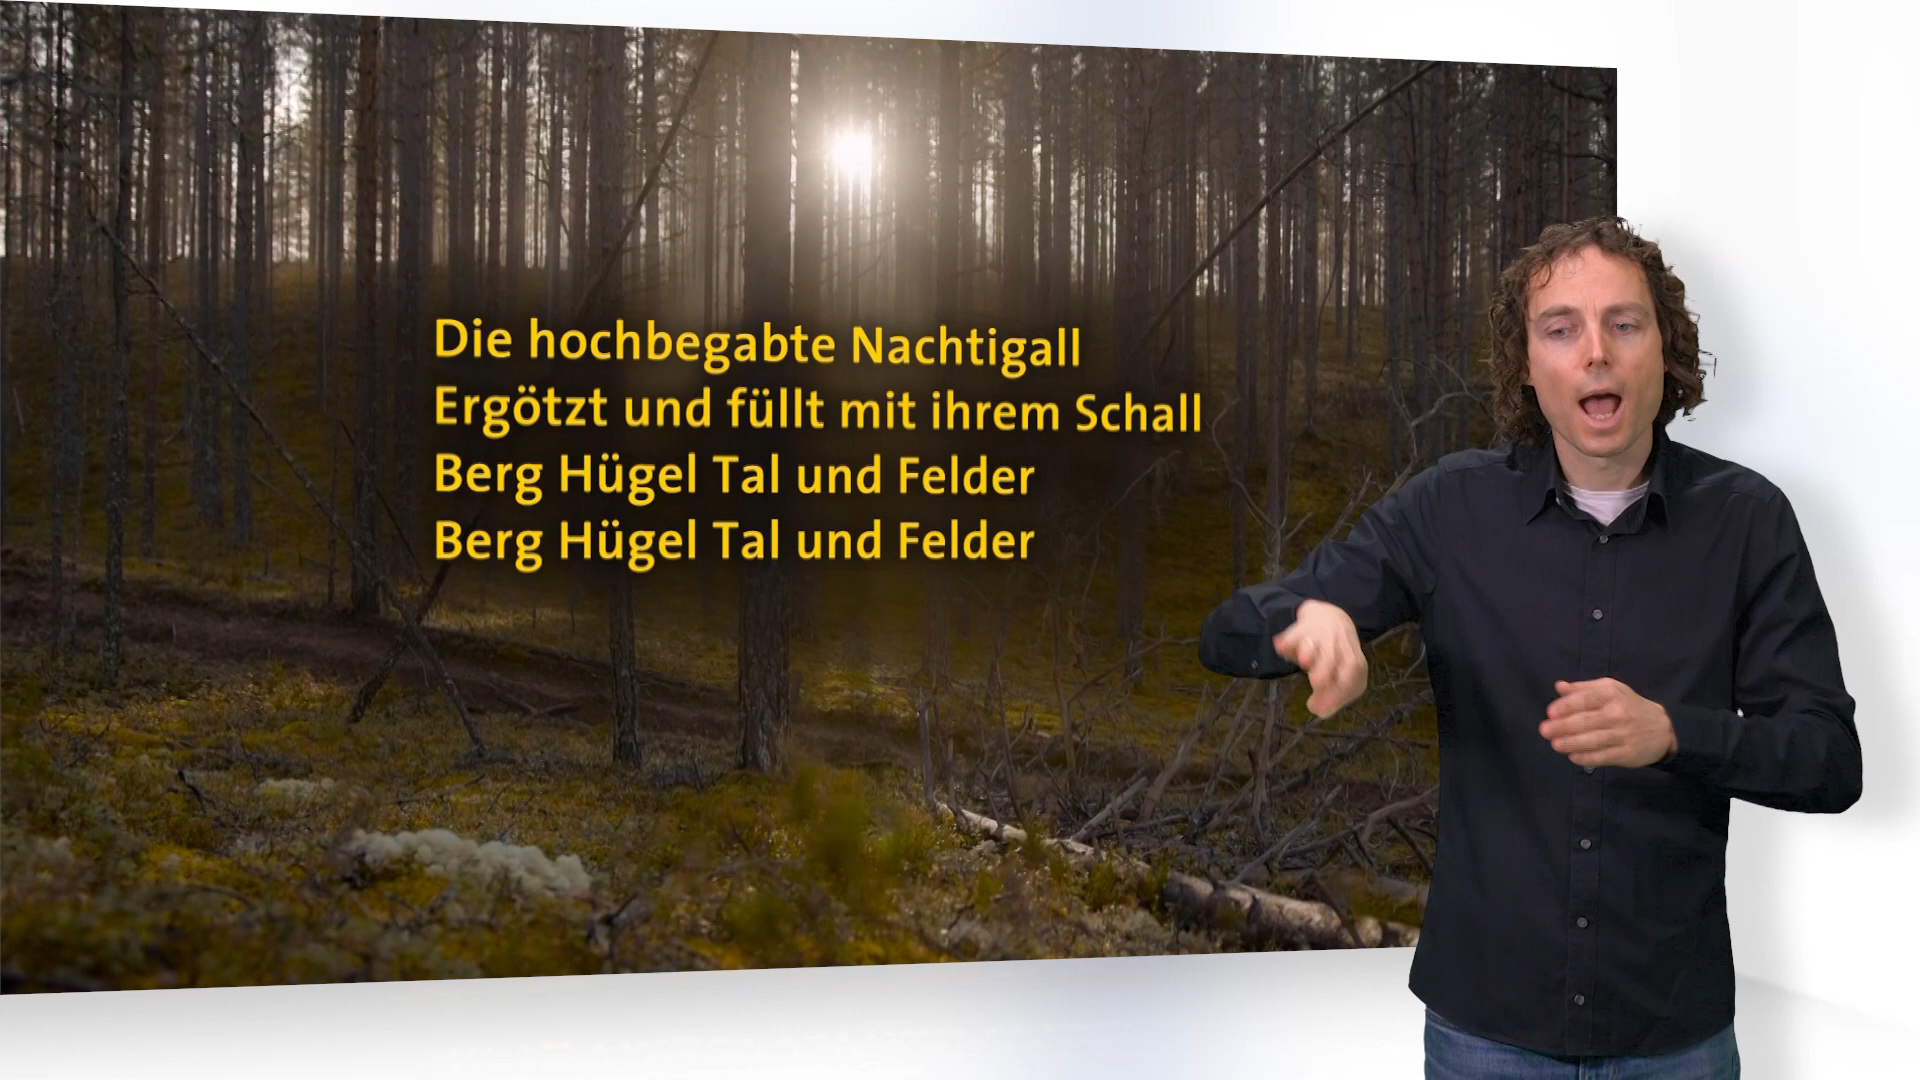 Die hochbegabte Nachtigall
Ergötzt und füllt mit ihrem Schall
Berg Hügel Tal und Felder
Berg Hügel Tal und Felder